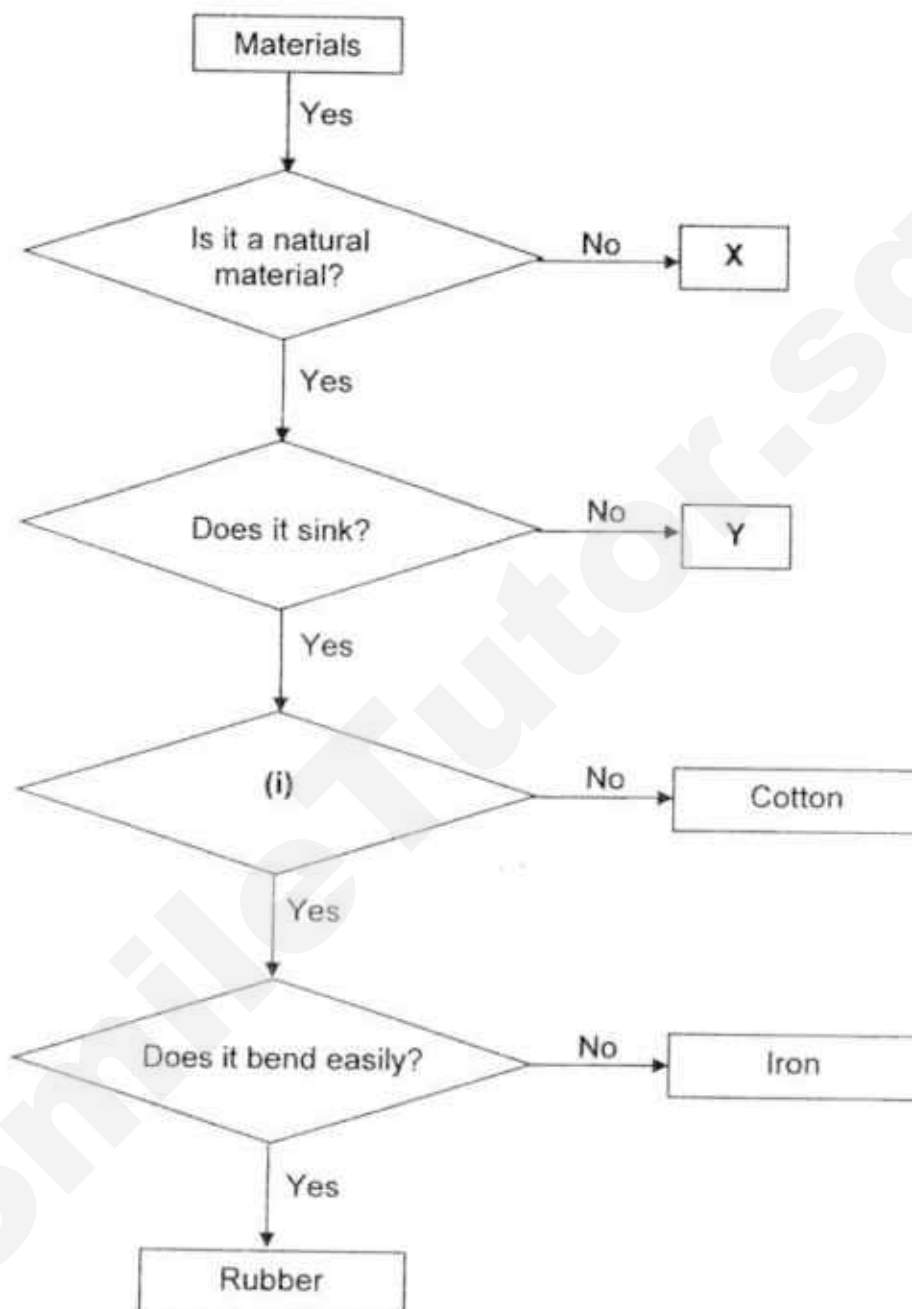 Materials
Yes
Is it a natural
material?
No
X
Yes
Does it sink?
No
Y
Yes
(i)
No
Cotton
Yes
Does it bend easily?
No
Iron
Yes
Rubber